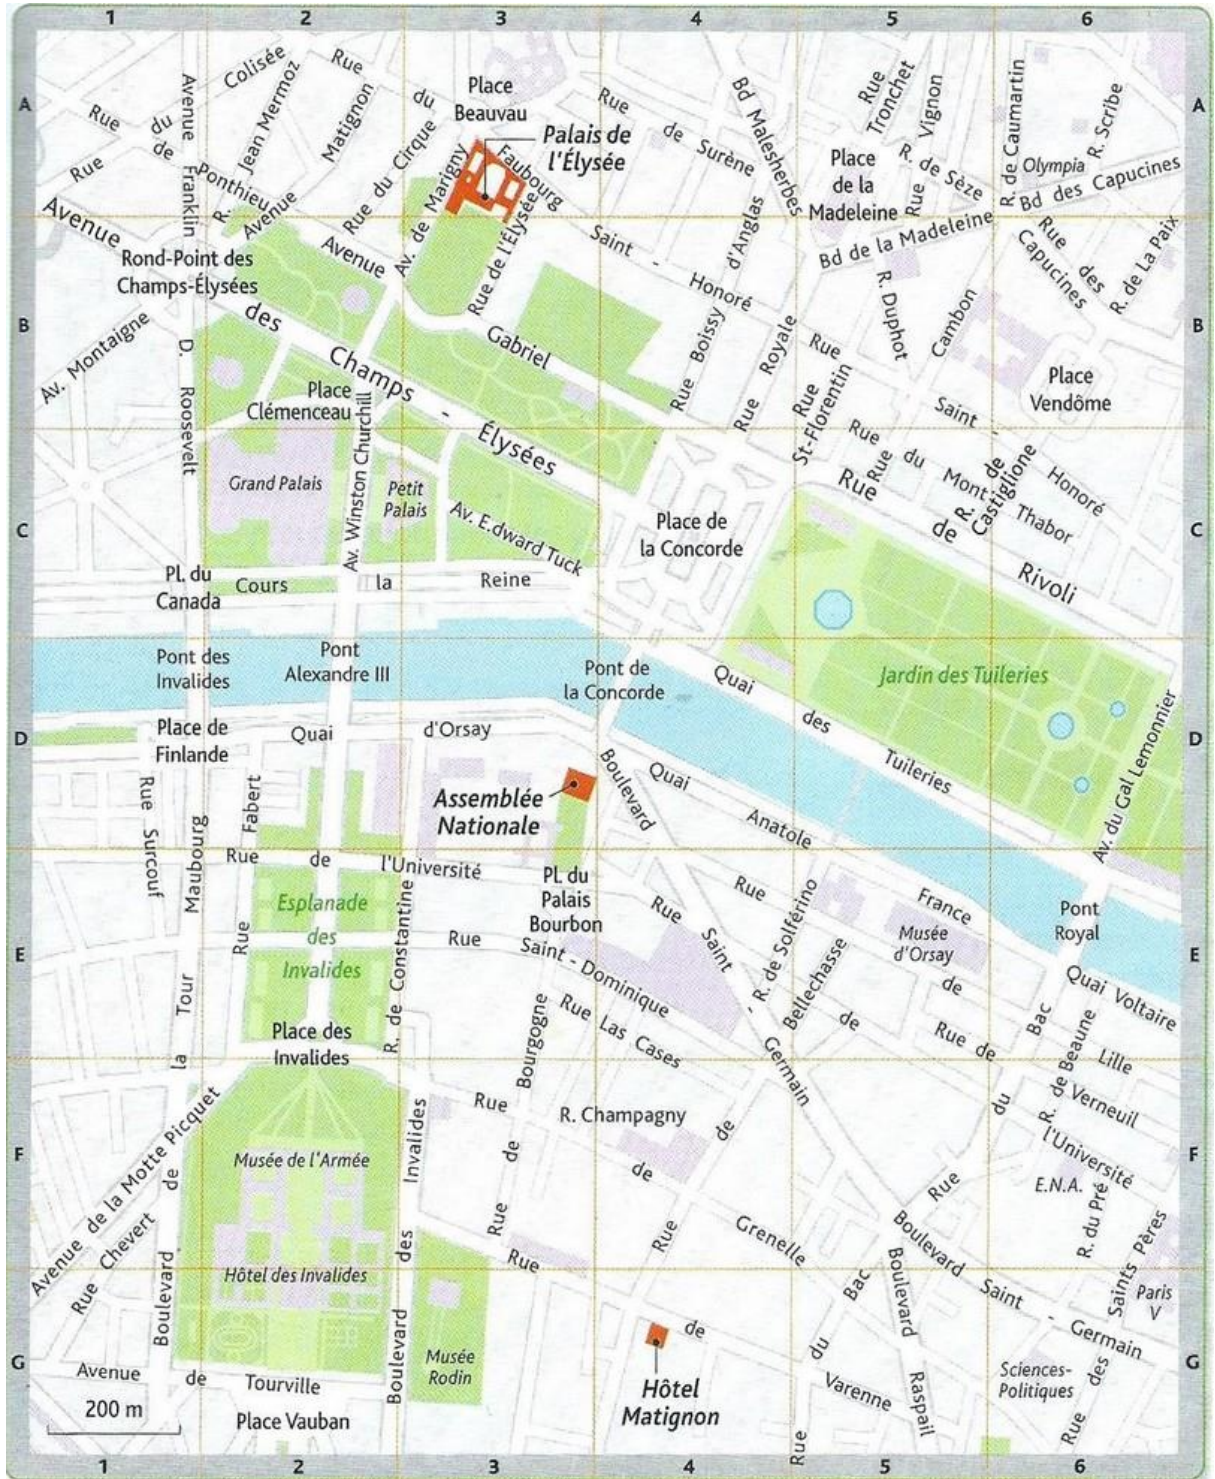 1 2 3 4 5 6
A A
Rue du Colisée
Avenue Franklin D. Roosevelt
Rue de Ponthieu
R. Jean Mermoz
Avenue Matignon
Rue du Cirque
Rue du Faubourg Saint - Honoré
Place
Beauvau
Palais de
l'Élysée
Av. de Marigny
Rue de l'Élysée
Rue de Surène
Bd Malesherbes
Rue d'Anglas
Rue Boissy
Rue Royale
Rue Tronchet
Rue Vignon
R. de Sèze
Place
de la
Madeleine
Bd de la Madeleine
R. de Caumartin
Olympia
R. Scribe
Bd des Capucines
Rue des Capucines
R. de La Paix
B B
Avenue des Champs - Élysées
Rond-Point des
Champs-Élysées
Av. Montaigne
Avenue Gabriel
Place
Clémenceau
R. Duphot
Cambon
Rue
St-Florentin
Rue Saint - Honoré
Place
Vendôme
C C
Grand Palais
Petit
Palais
Av. Winston Churchill
Av. E.dward Tuck
Place de
la Concorde
Rue du Mont Thabor
R. de Castiglione
Rue de Rivoli
Pl. du
Canada
Cours la Reine
D D
Pont des
Invalides
Pont
Alexandre III
Pont de
la Concorde
Quai des Tuileries
Jardin des Tuileries
Av. du Gal Lemonnier
Place de
Finlande
Quai d'Orsay
Rue Surcouf
Rue Fabert
Assemblée
Nationale
Boulevard Saint - Germain
Quai Anatole France
E E
Boulevard de la Tour Maubourg
Rue de l'Université
Esplanade
des
Invalides
R. de Constantine
Pl. du
Palais
Bourbon
Rue Saint - Dominique
Rue Las Cases
Rue de Bourgogne
R. de Solférino
Bellechasse
Rue de Lille
Musée
d'Orsay
Pont
Royal
Quai Voltaire
Place des
Invalides
F F
Avenue de la Motte Picquet
Rue Chevert
Musée de l'Armée
Hôtel des Invalides
Boulevard des Invalides
R. Champagny
Rue de Grenelle
Rue de
Rue du Bac
R. de Beaune
Rue de Verneuil
l'Université
E.N.A.
R. du Pré
Boulevard Saint - Germain
Rue des Saints Pères
Paris
V
G G
Avenue de Tourville
Place Vauban
Musée
Rodin
Hôtel
Matignon
Rue de Varenne
Rue du Bac
Boulevard Raspail
Sciences-
Politiques
200 m
1 2 3 4 5 6